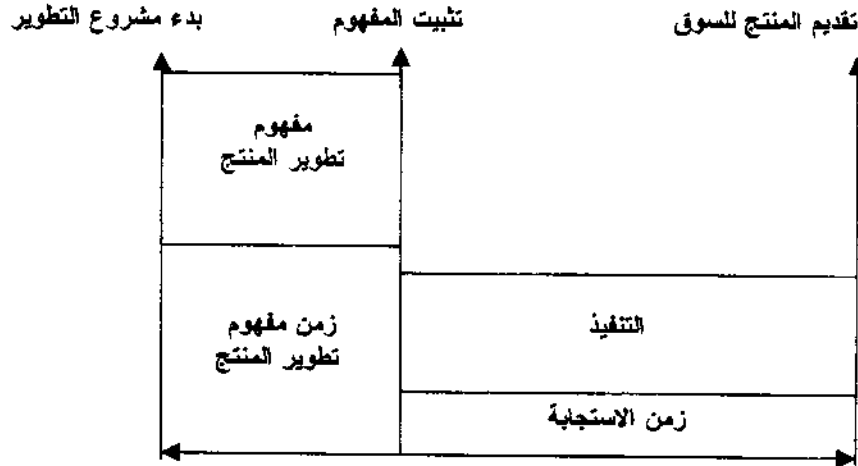 بدء مشروع التطوير
تثبيت المفهوم
تقديم المنتج للسوق
مفهوم
تطوير المنتج
زمن مفهوم
تطوير المنتج
التنفيذ
زمن الاستجابة